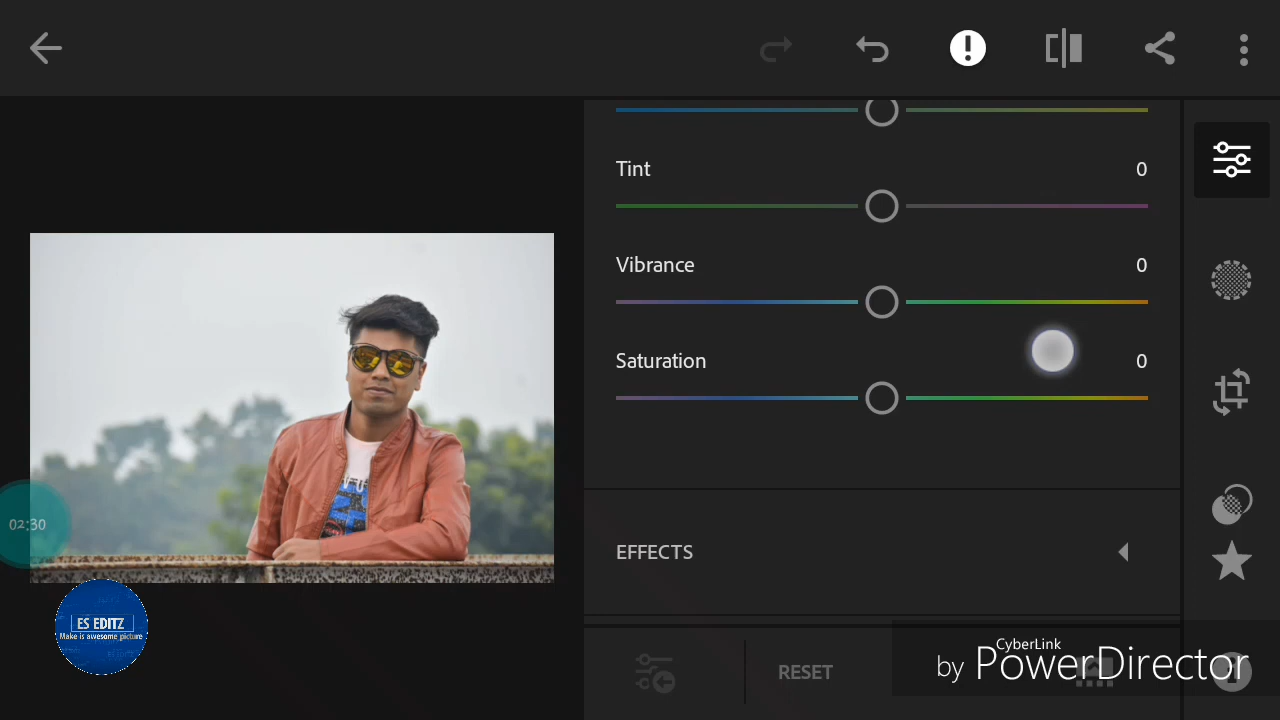 Tint 0
Vibrance 0
Saturation 0
02:30
EFFECTS
ES EDITZ
Make is awesome picture
RESET
CyberLink
by PowerDirector